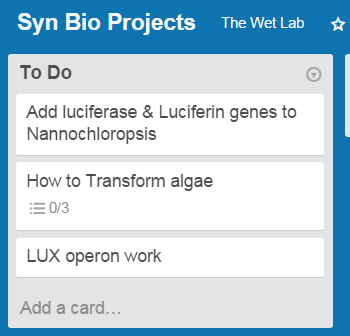 Syn Bio Projects The Wet Lab
To Do
Add luciferase & Luciferin genes to
Nannochloropsis
How to Transform algae
0/3
LUX operon work
Add a card...